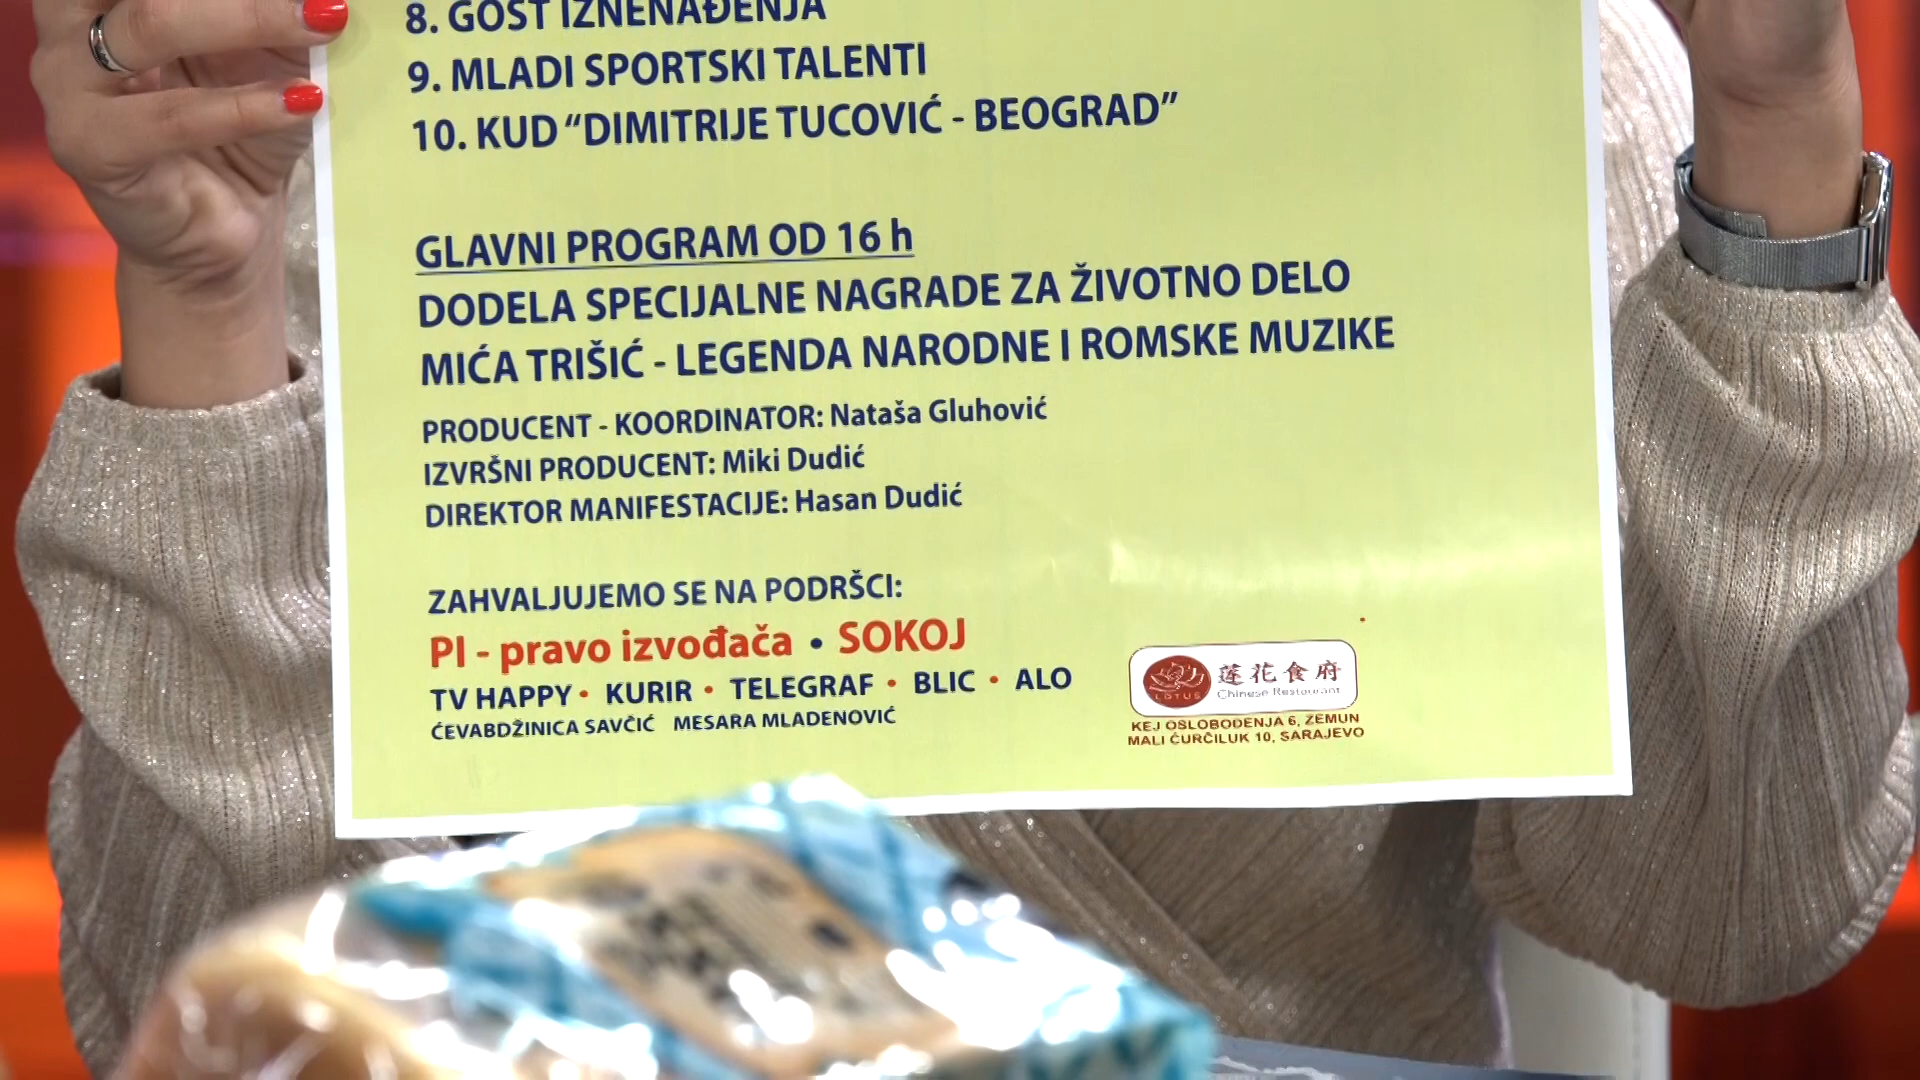 8. GOST IZNENAĐENJA
9. MLADI SPORTSKI TALENTI
10. KUD “DIMITRIJE TUCOVIĆ - BEOGRAD”
GLAVNI PROGRAM OD 16 h
DODELA SPECIJALNE NAGRADE ZA ŽIVOTNO DELO
MIĆA TRIŠIĆ - LEGENDA NARODNE I ROMSKE MUZIKE
PRODUCENT - KOORDINATOR: Nataša Gluhović
IZVRŠNI PRODUCENT: Miki Dudić
DIREKTOR MANIFESTACIJE: Hasan Dudić
ZAHVALJUJEMO SE NA PODRŠCI:
PI - pravo izvođača • SOKOJ
TV HAPPY • KURIR • TELEGRAF • BLIC • ALO
ĆEVABDŽINICA SAVČIĆ MESARA MLADENOVIĆ
LOTUS
莲花食府
Chinese Restaurant
KEJ OSLOBOĐENJA 6, ZEMUN
MALI ĆURČILUK 10, SARAJEVO